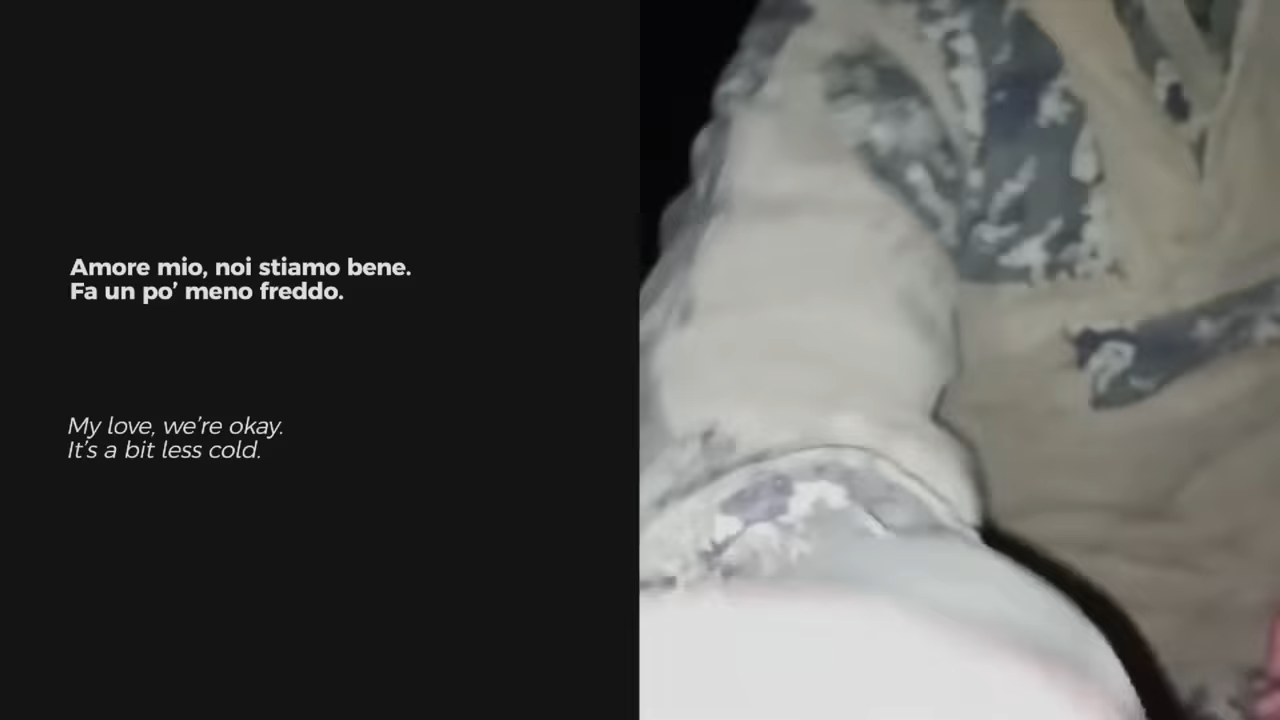 Amore mio, noi stiamo bene.
Fa un po’ meno freddo.
My love, we’re okay.
It’s a bit less cold.